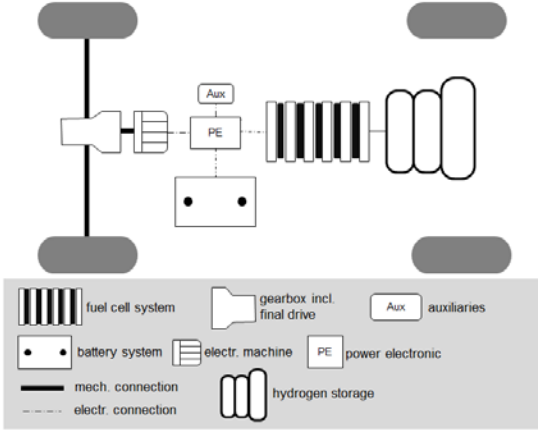 Aux
PE
fuel cell system
gearbox incl.
final drive
Aux
auxiliaries
battery system
electr. machine
PE
power electronic
mech. connection
electr. connection
hydrogen storage